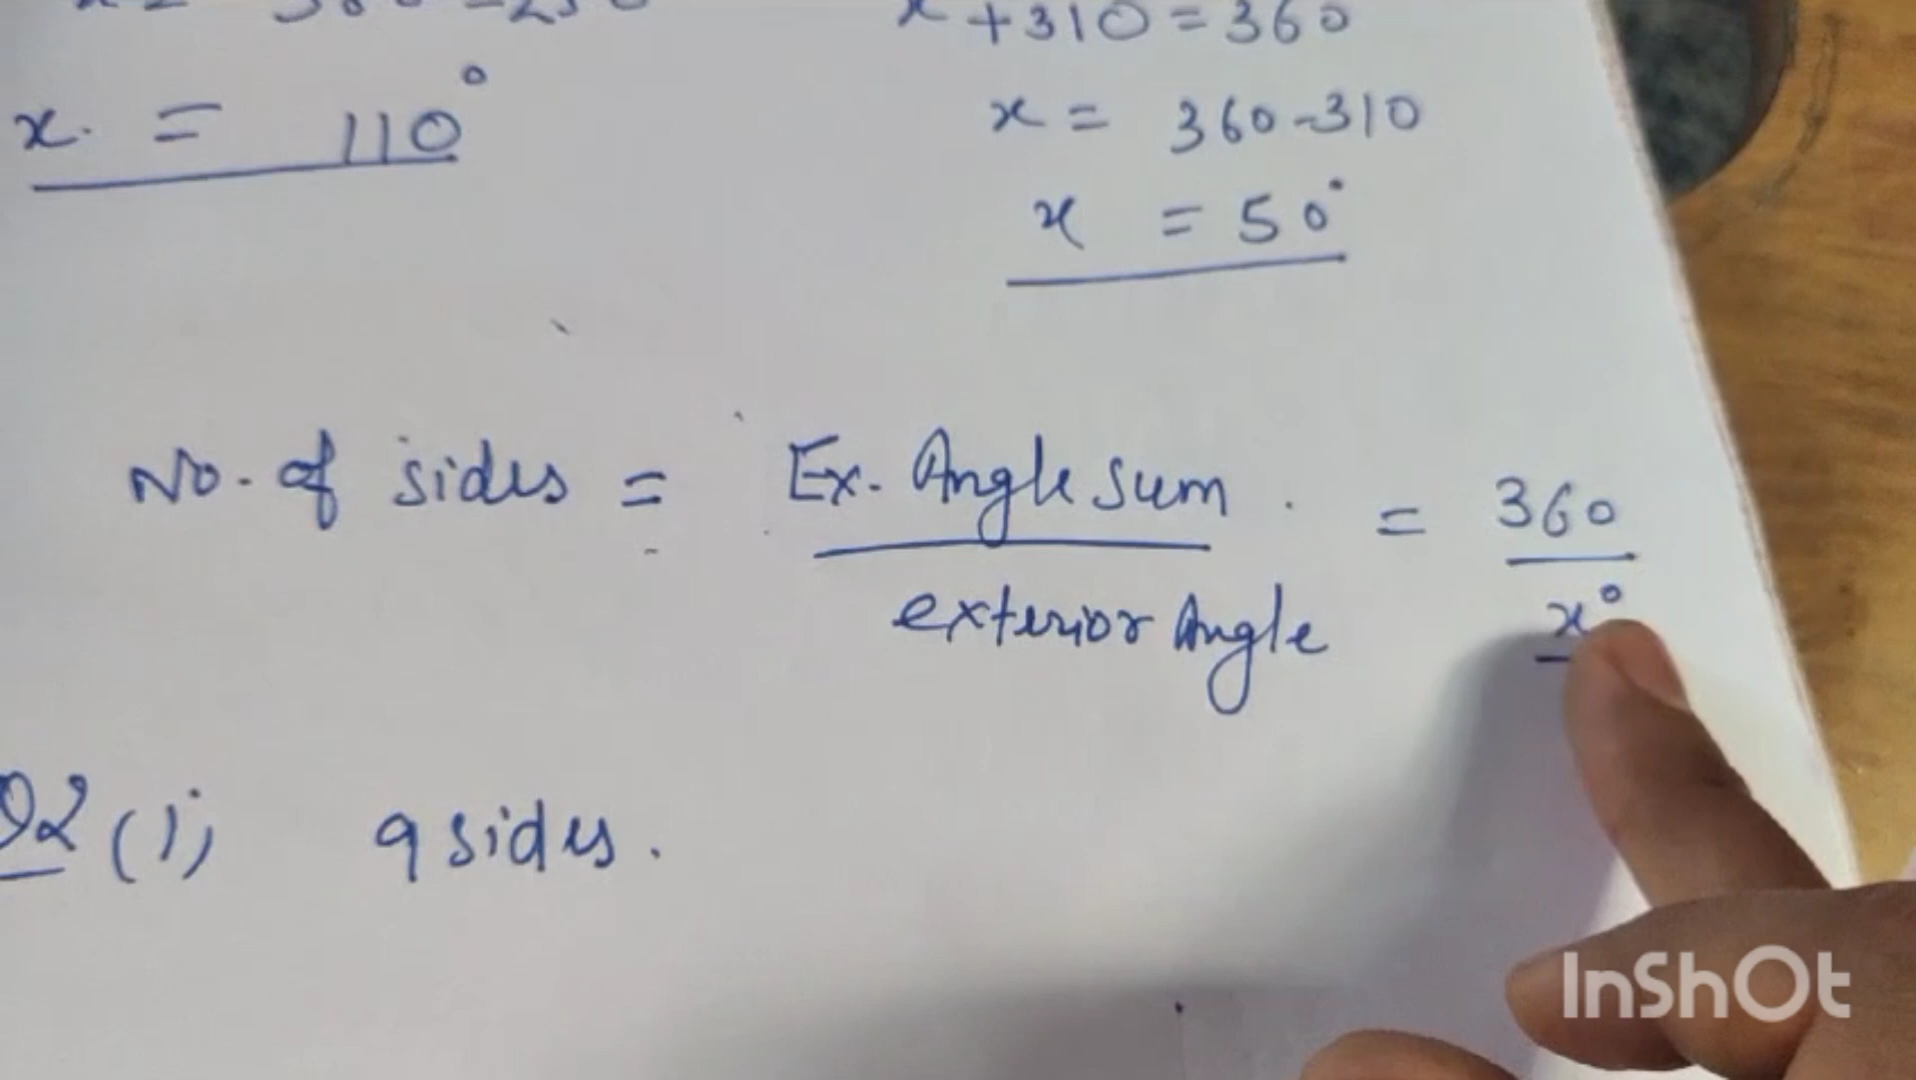 x + 310 = 360
x. = 110°
x = 360 - 310
x = 50°
No. of sides = Ex. Angle sum / exterior Angle = 360 / x°
Q2 (i) 9 sides.
InShOt